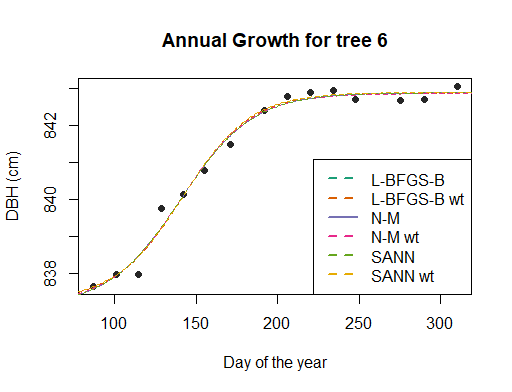 Annual Growth for tree 6
DBH (cm)
842
840
838
L-BFGS-B
L-BFGS-B wt
N-M
N-M wt
SANN
SANN wt
100 150 200 250 300
Day of the year